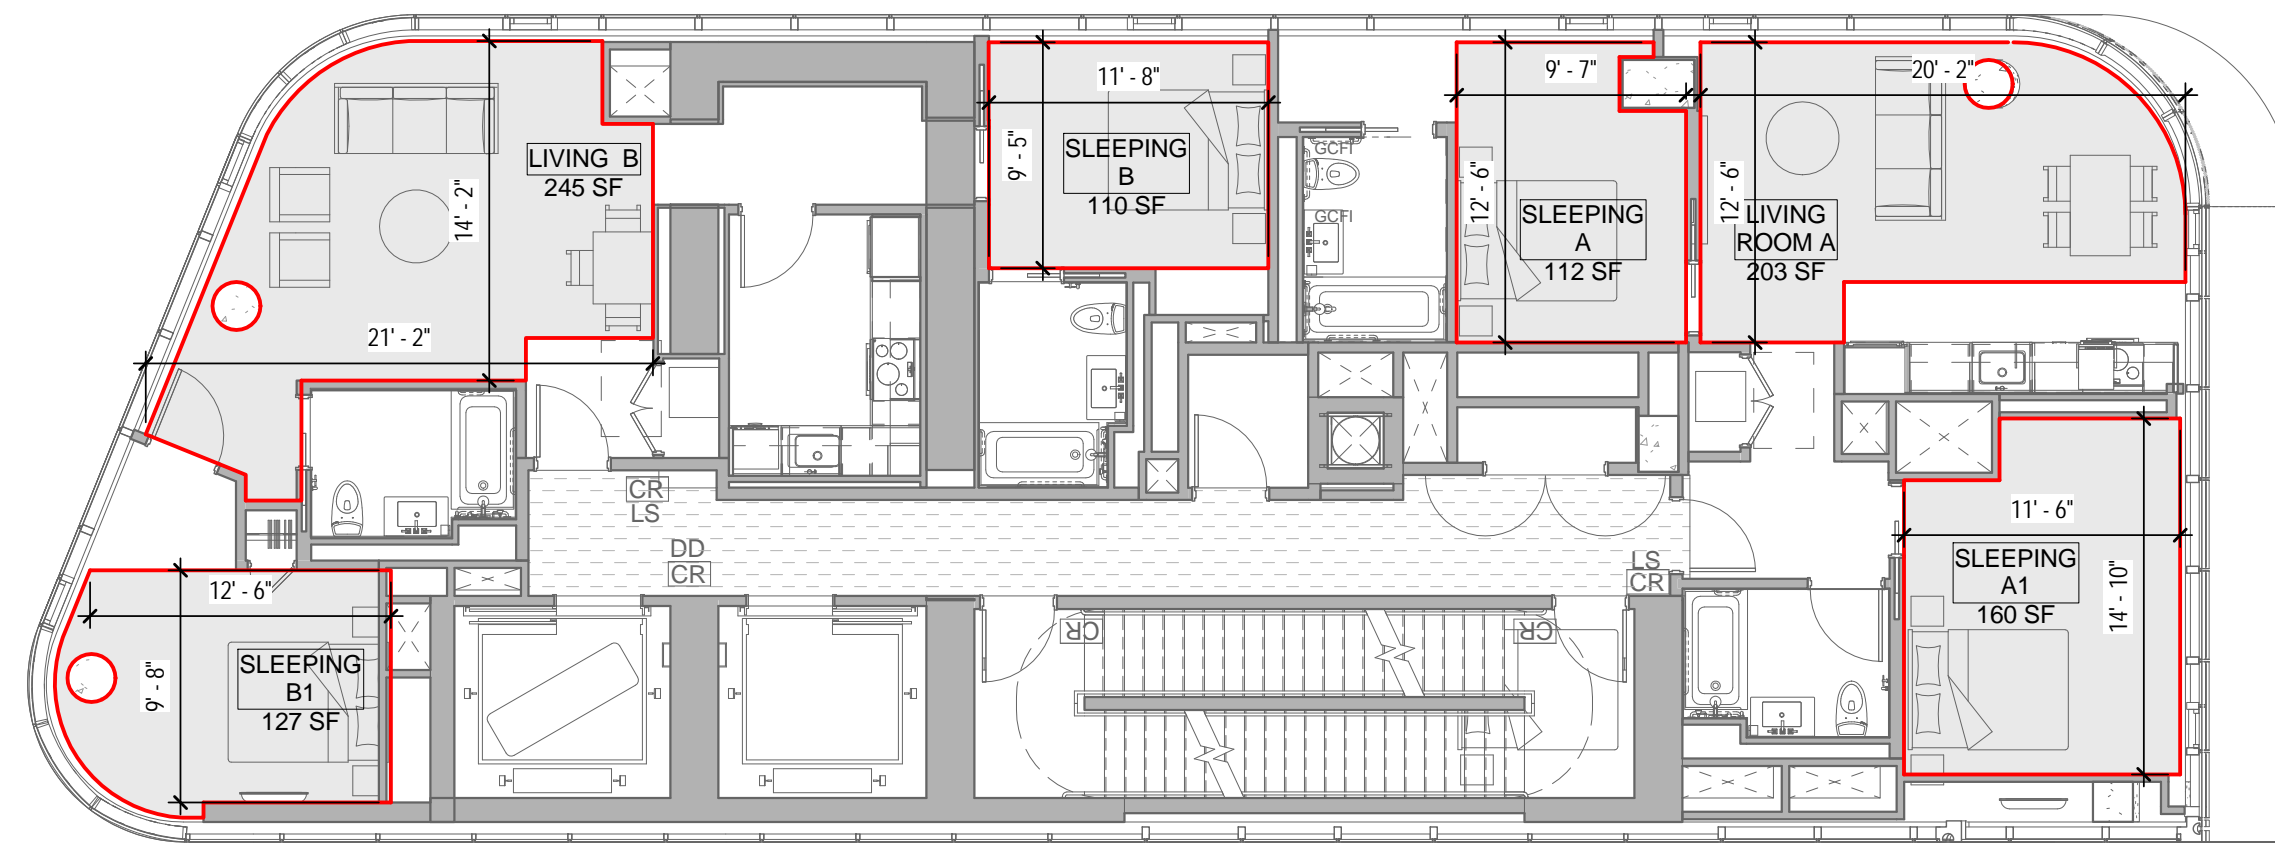 LIVING B
245 SF
14' - 2"
21' - 2"
11' - 8"
9' - 5"
SLEEPING
B
110 SF
GCFI
GCFI
9' - 7"
12' - 6"
SLEEPING
A
112 SF
20' - 2"
12' - 6"
LIVING
ROOM A
203 SF
CR
LS
DD
CR
LS
CR
11' - 6"
SLEEPING
A1
160 SF
14' - 10"
12' - 6"
9' - 8"
SLEEPING
B1
127 SF
CR
CR